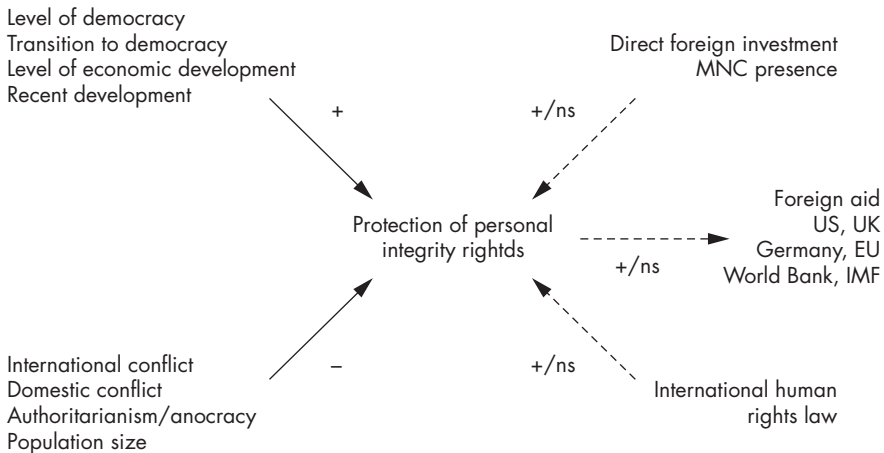 Level of democracy
Transition to democracy
Level of economic development
Recent development
+
Direct foreign investment
MNC presence
+/ns
Protection of personal
integrity rightds
+/ns
Foreign aid
US, UK
Germany, EU
World Bank, IMF
International conflict
Domestic conflict
Authoritarianism/anocracy
Population size
–
+/ns
International human
rights law